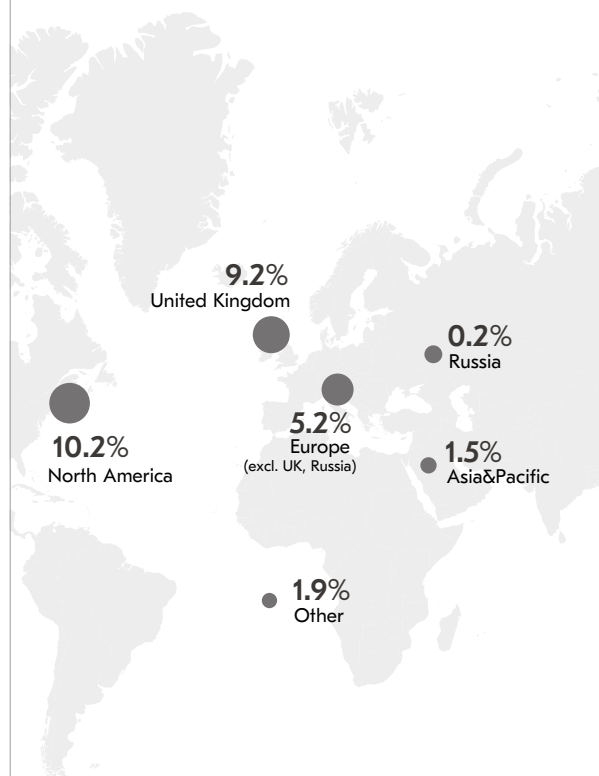 9.2%
United Kingdom
0.2%
Russia
5.2%
Europe
(excl. UK, Russia)
10.2%
North America
1.5%
Asia&Pacific
1.9%
Other